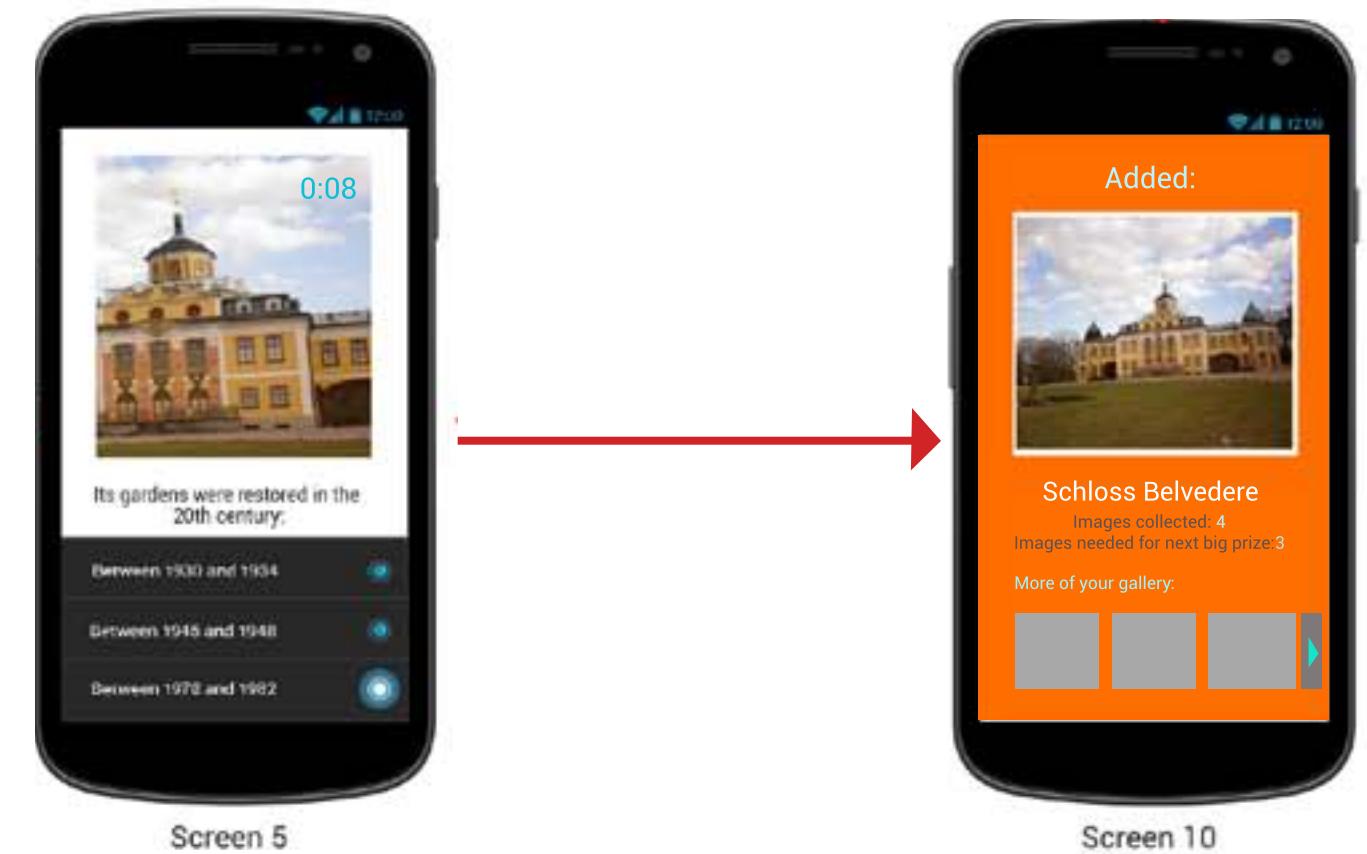 12:00
0:08
Its gardens were restored in the
20th century:
Between 1930 and 1934
Between 1946 and 1948
Between 1978 and 1982
Screen 5
12:00
Added:
Schloss Belvedere
Images collected: 4
Images needed for next big prize:3
More of your gallery:
Screen 10